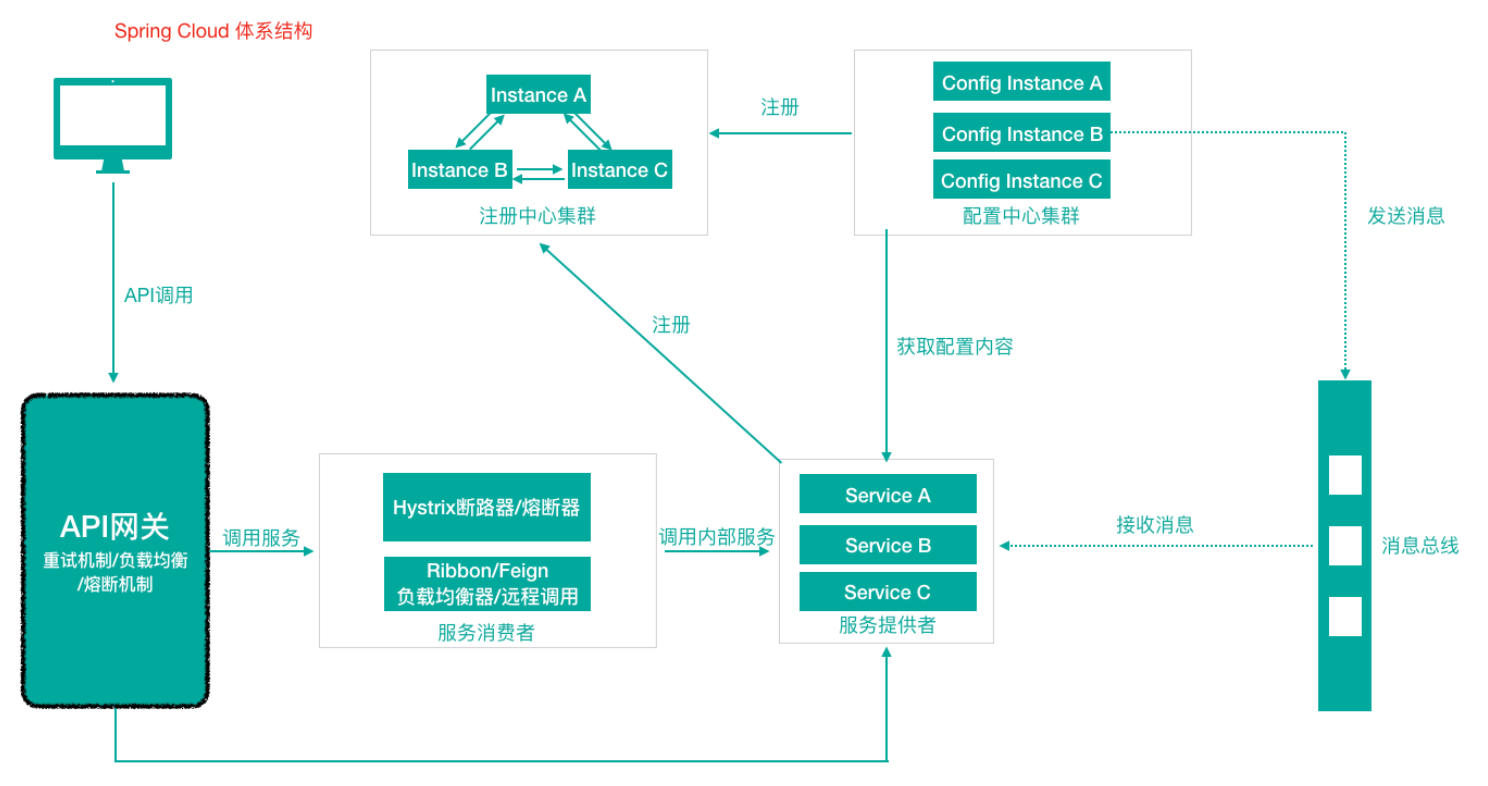 Spring Cloud 体系结构
Instance A
Instance B
Instance C
注册中心集群
注册
Config Instance A
Config Instance B
Config Instance C
配置中心集群
发送消息
API调用
注册
获取配置内容
API网关
重试机制/负载均衡
/熔断机制
调用服务
Hystrix断路器/熔断器
Ribbon/Feign
负载均衡器/远程调用
服务消费者
调用内部服务
Service A
Service B
Service C
服务提供者
接收消息
消息总线